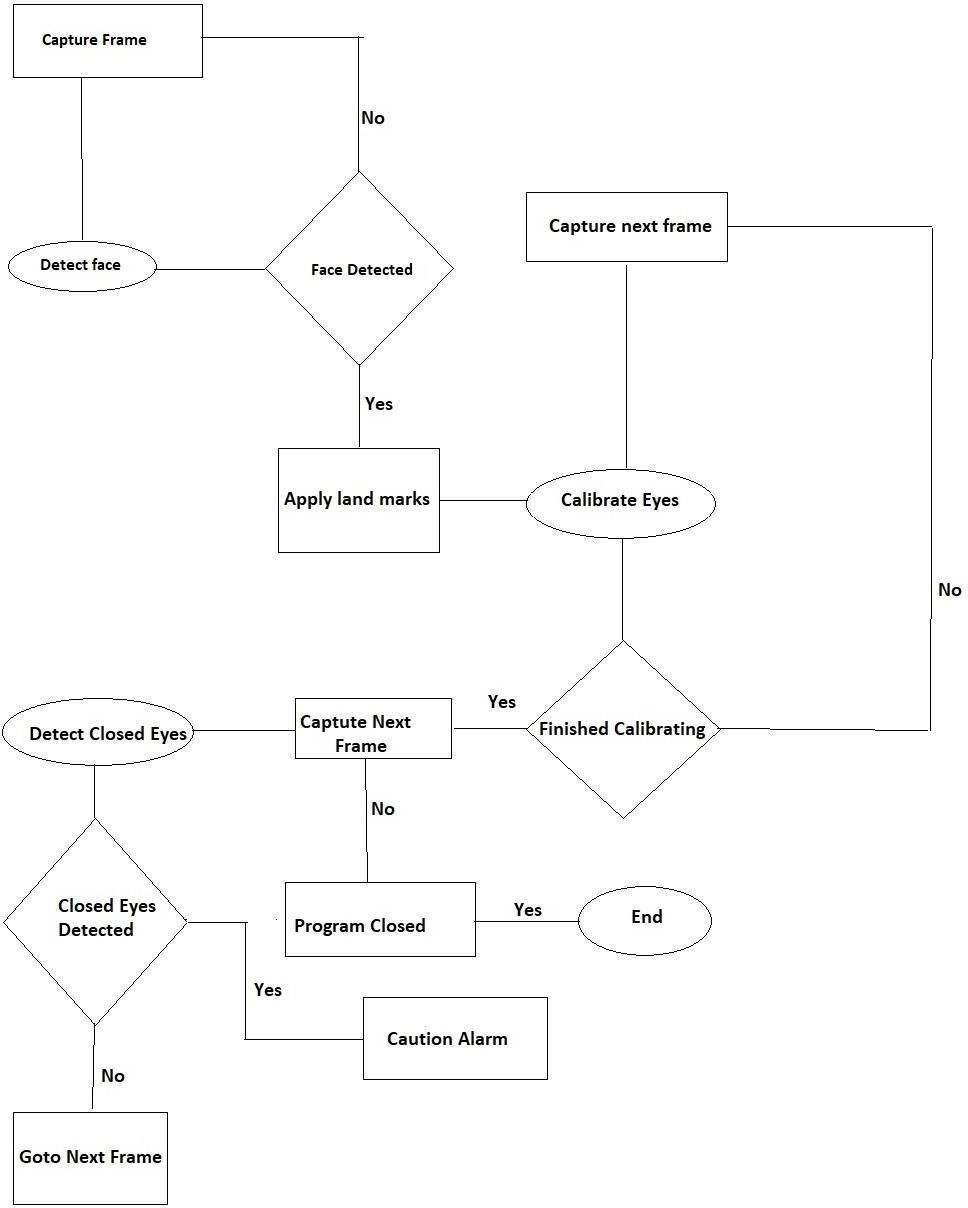 Capture Frame
No
Capture next frame
Detect face
Face Detected
Yes
Apply land marks
Calibrate Eyes
No
Yes
Captute Next
Frame
Detect Closed Eyes
Finished Calibrating
No
Closed Eyes
Detected
Program Closed
Yes
End
Yes
Caution Alarm
No
Goto Next Frame